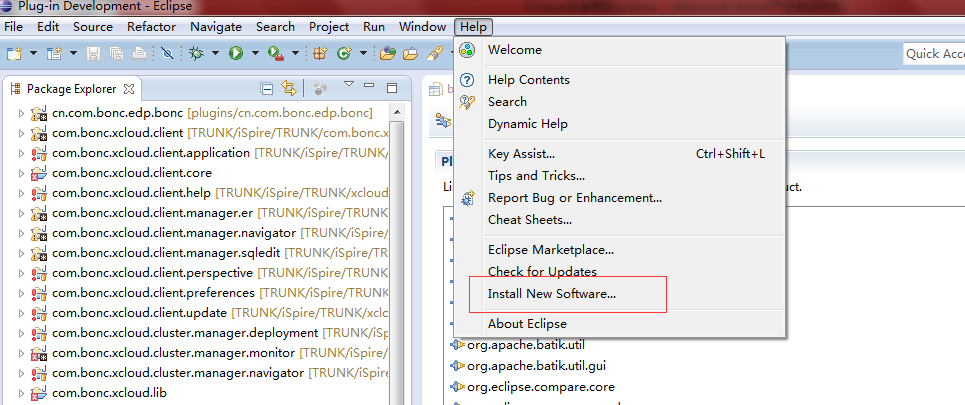 Plug-in Development - Eclipse
File Edit Source Refactor Navigate Search Project Run Window Help
Quick Acc
Package Explorer
cn.com.bonc.edp.bonc [plugins/cn.com.bonc.edp.bonc]
com.bonc.xcloud.client [TRUNK/iSpire/TRUNK/com.bonc.x
com.bonc.xcloud.client.application [TRUNK/iSpire/TRUNK/
com.bonc.xcloud.client.core
com.bonc.xcloud.client.help [TRUNK/iSpire/TRUNK/xcloud
com.bonc.xcloud.client.manager.er [TRUNK/iSpire/TRUNK
com.bonc.xcloud.client.manager.navigator [TRUNK/iSpire/
com.bonc.xcloud.client.manager.sqledit [TRUNK/iSpire/TR
com.bonc.xcloud.client.perspective [TRUNK/iSpire/TRUNK/
com.bonc.xcloud.client.preferences [TRUNK/iSpire/TRUNK/
com.bonc.xcloud.client.update [TRUNK/iSpire/TRUNK/xclo
com.bonc.xcloud.cluster.manager.deployment [TRUNK/iSp
com.bonc.xcloud.cluster.manager.monitor [TRUNK/iSpire/
com.bonc.xcloud.cluster.manager.navigator [TRUNK/iSpire
com.bonc.xcloud.lib
Welcome
Help Contents
Search
Dynamic Help
Key Assist... Ctrl+Shift+L
Tips and Tricks...
Report Bug or Enhancement...
Cheat Sheets...
Eclipse Marketplace...
Check for Updates
Install New Software...
About Eclipse
b
Pl
Li
uct.
org.apache.batik.util
org.apache.batik.util.gui
org.eclipse.compare.core